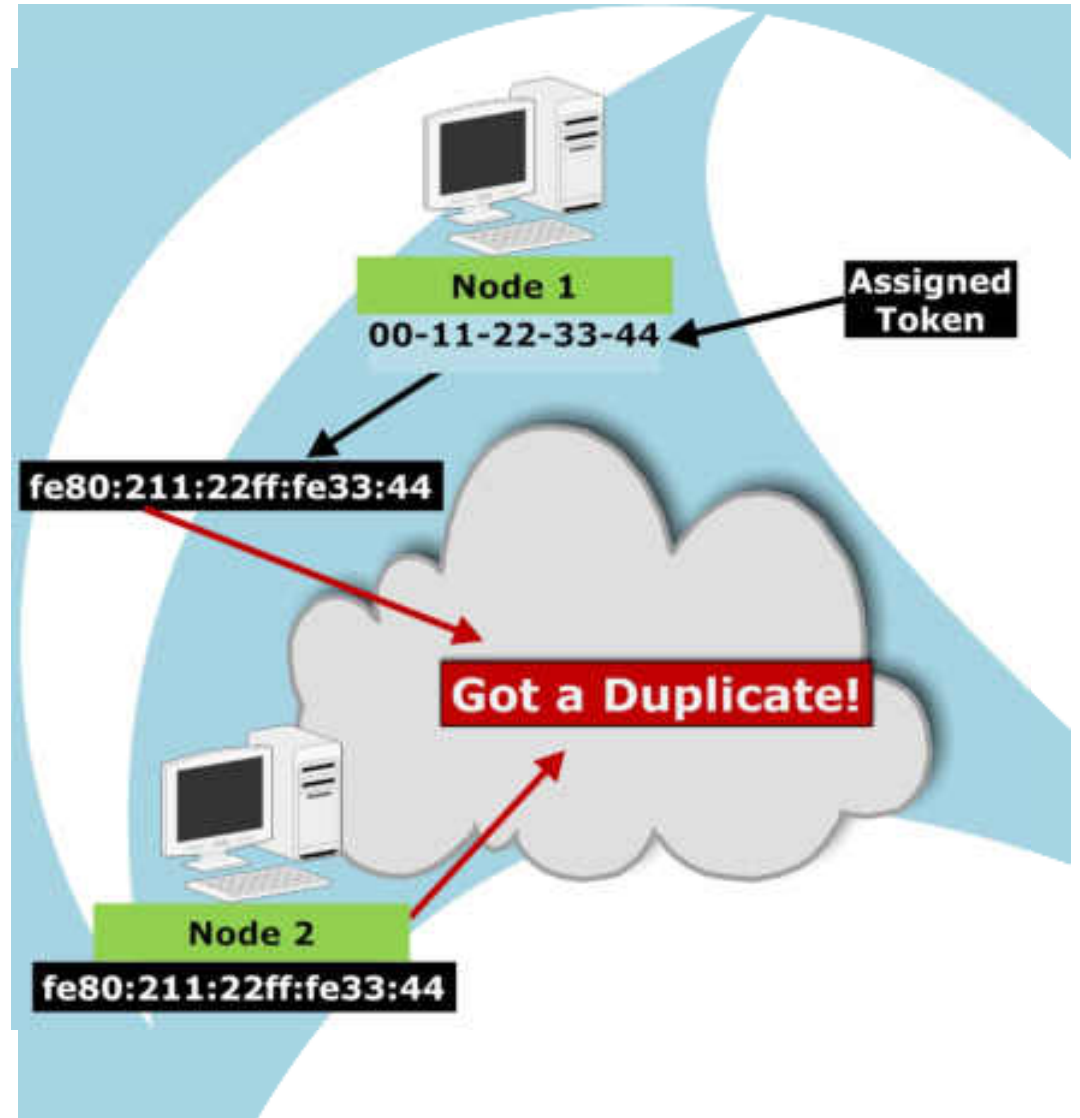 Node 1
00-11-22-33-44
Assigned
Token
fe80:211:22ff:fe33:44
Got a Duplicate!
Node 2
fe80:211:22ff:fe33:44